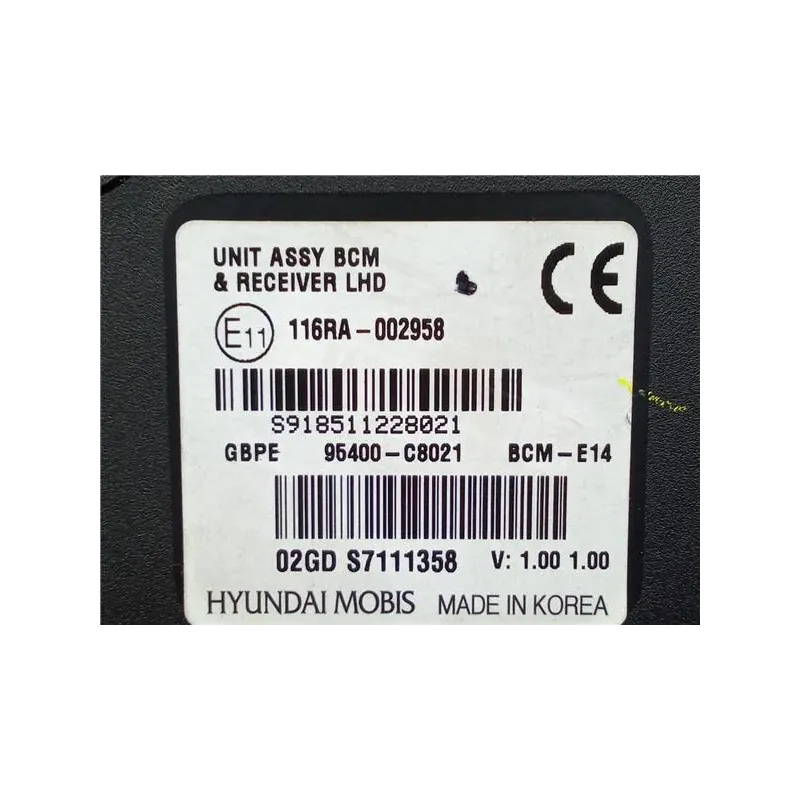 UNIT ASSY BCM
& RECEIVER LHD
CE
E11 116RA-002958
S918511228021
GBPE 95400-C8021 BCM-E14
02GD S7111358 V: 1.00 1.00
HYUNDAI MOBIS MADE IN KOREA